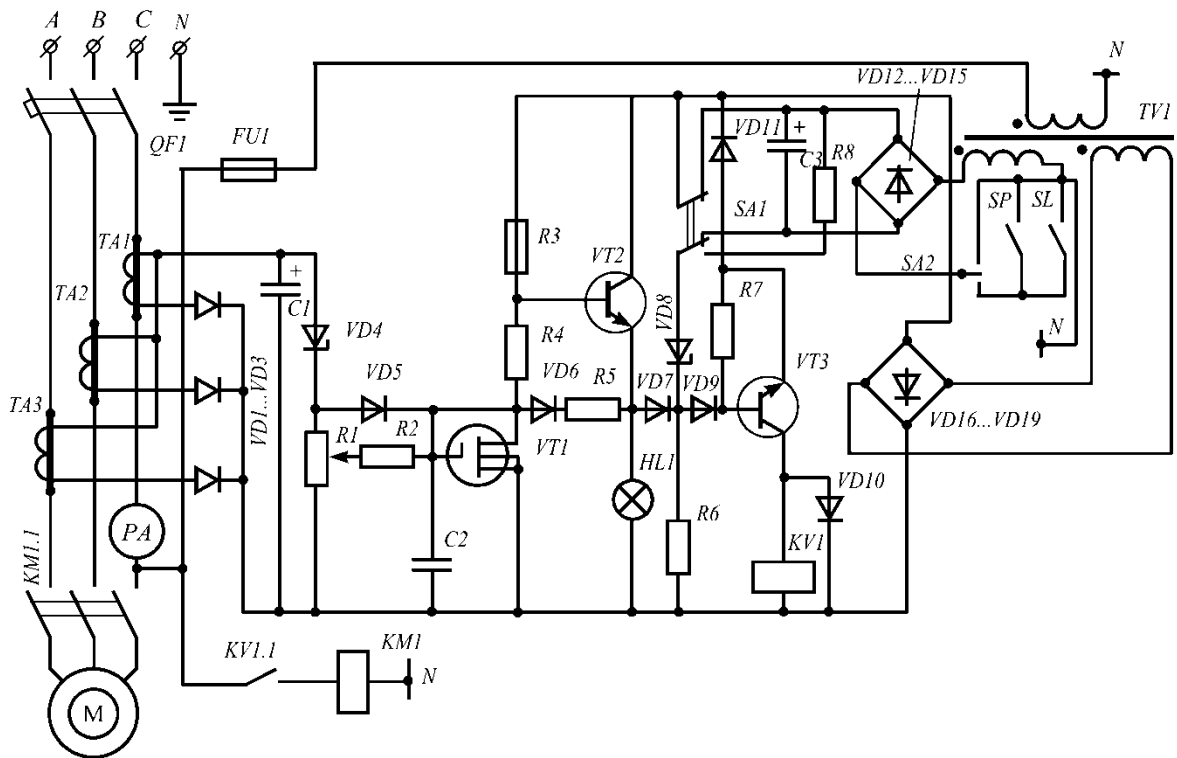 A B C N
N
VD12...VD15
TV1
QF1
FU1
VD11
+
C3
R8
SP SL
R3
SA1
TA1
VT2
+
C1
SA2
TA2
R7
VD8
VD4
R4
N
VT3
VD5
VD6
R5
VD7
VD9
TA3
VD1...VD3
VD16...VD19
R1
R2
VT1
HL1
VD10
PA
R6
C2
KV1
KM1.1
KV1.1
KM1
N
M